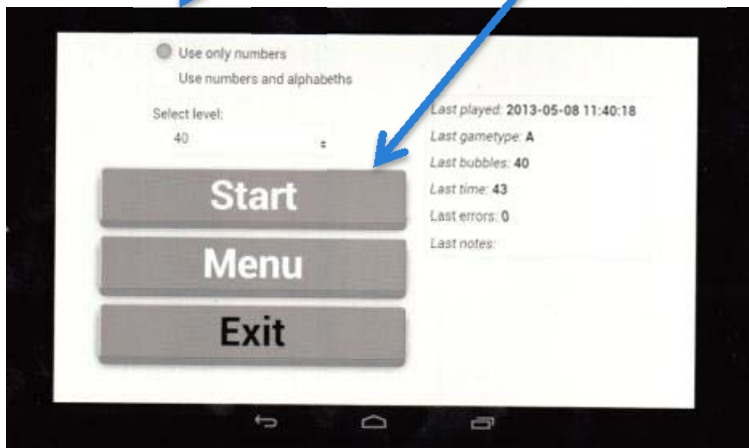 Use only numbers
Use numbers and alphabeths
Select level:
40
Start
Menu
Exit
Last played: 2013-05-08 11:40:18
Last gametype: A
Last bubbles: 40
Last time: 43
Last errors: 0
Last notes: